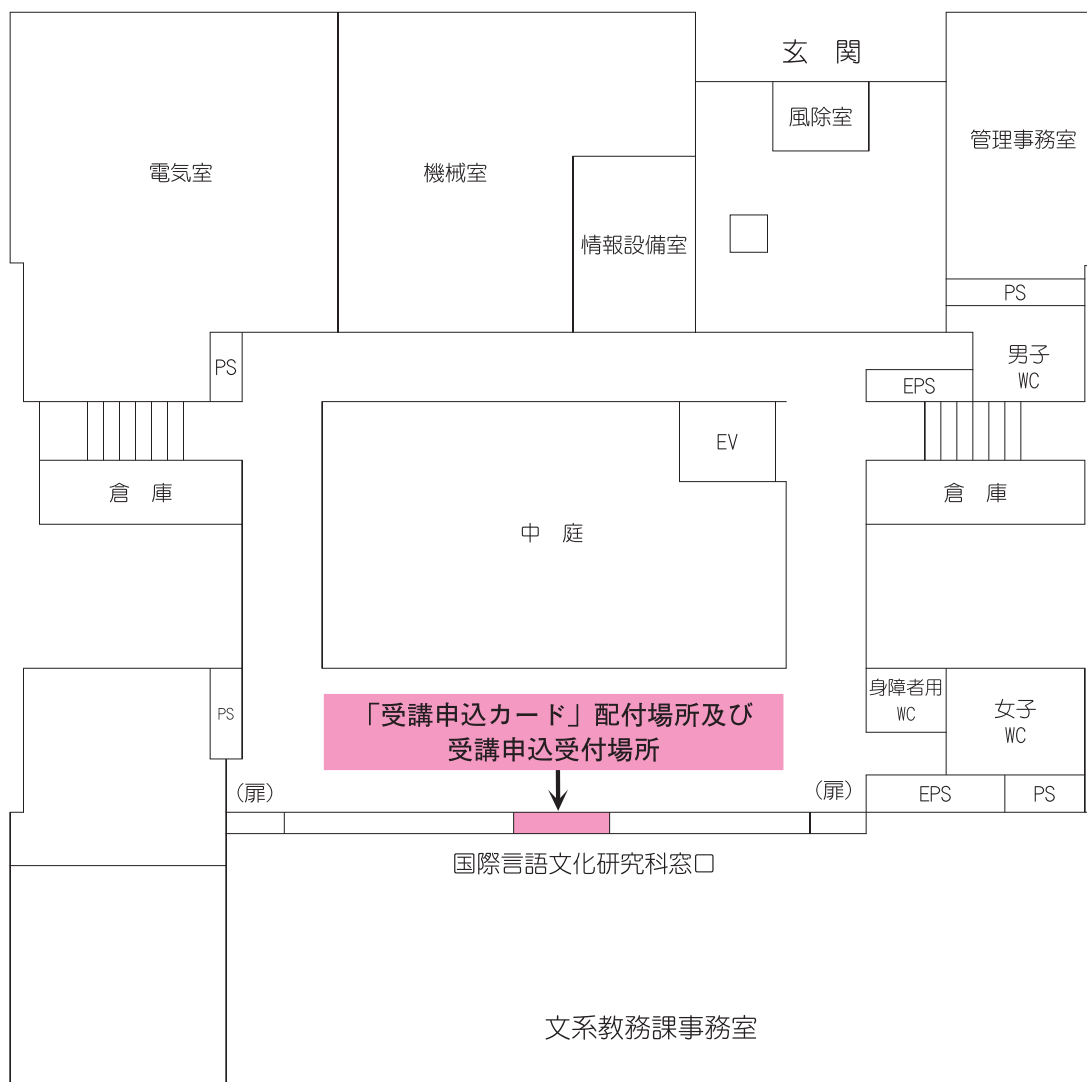 玄　関
風除室
管理事務室
電気室
機械室
情報設備室
PS
男子
WC
PS
EPS
EV
倉　庫
倉　庫
中　庭
身障者用
WC
女子
WC
PS
「受講申込カード」配付場所及び
受講申込受付場所
（扉）
（扉）
EPS
PS
国際言語文化研究科窓口
文系教務課事務室